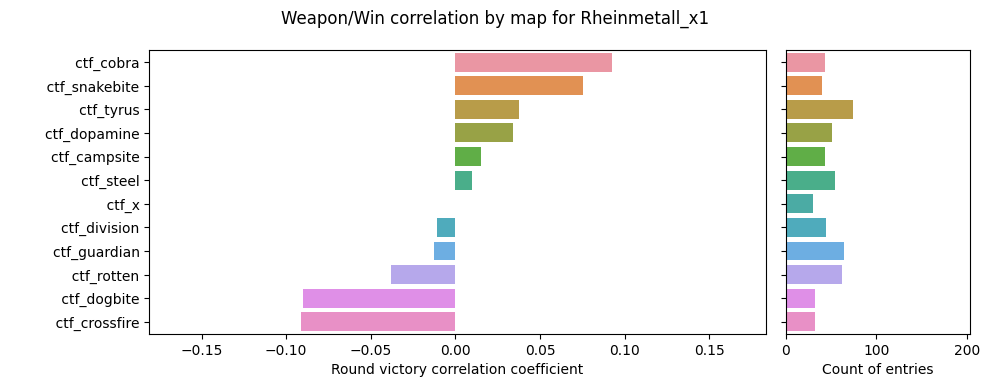 Weapon/Win correlation by map for Rheinmetall_x1
ctf_cobra
ctf_snakebite
ctf_tyrus
ctf_dopamine
ctf_campsite
ctf_steel
ctf_x
ctf_division
ctf_guardian
ctf_rotten
ctf_dogbite
ctf_crossfire
−0.15 −0.10 −0.05 0.00 0.05 0.10 0.15
Round victory correlation coefficient
0 100 200
Count of entries